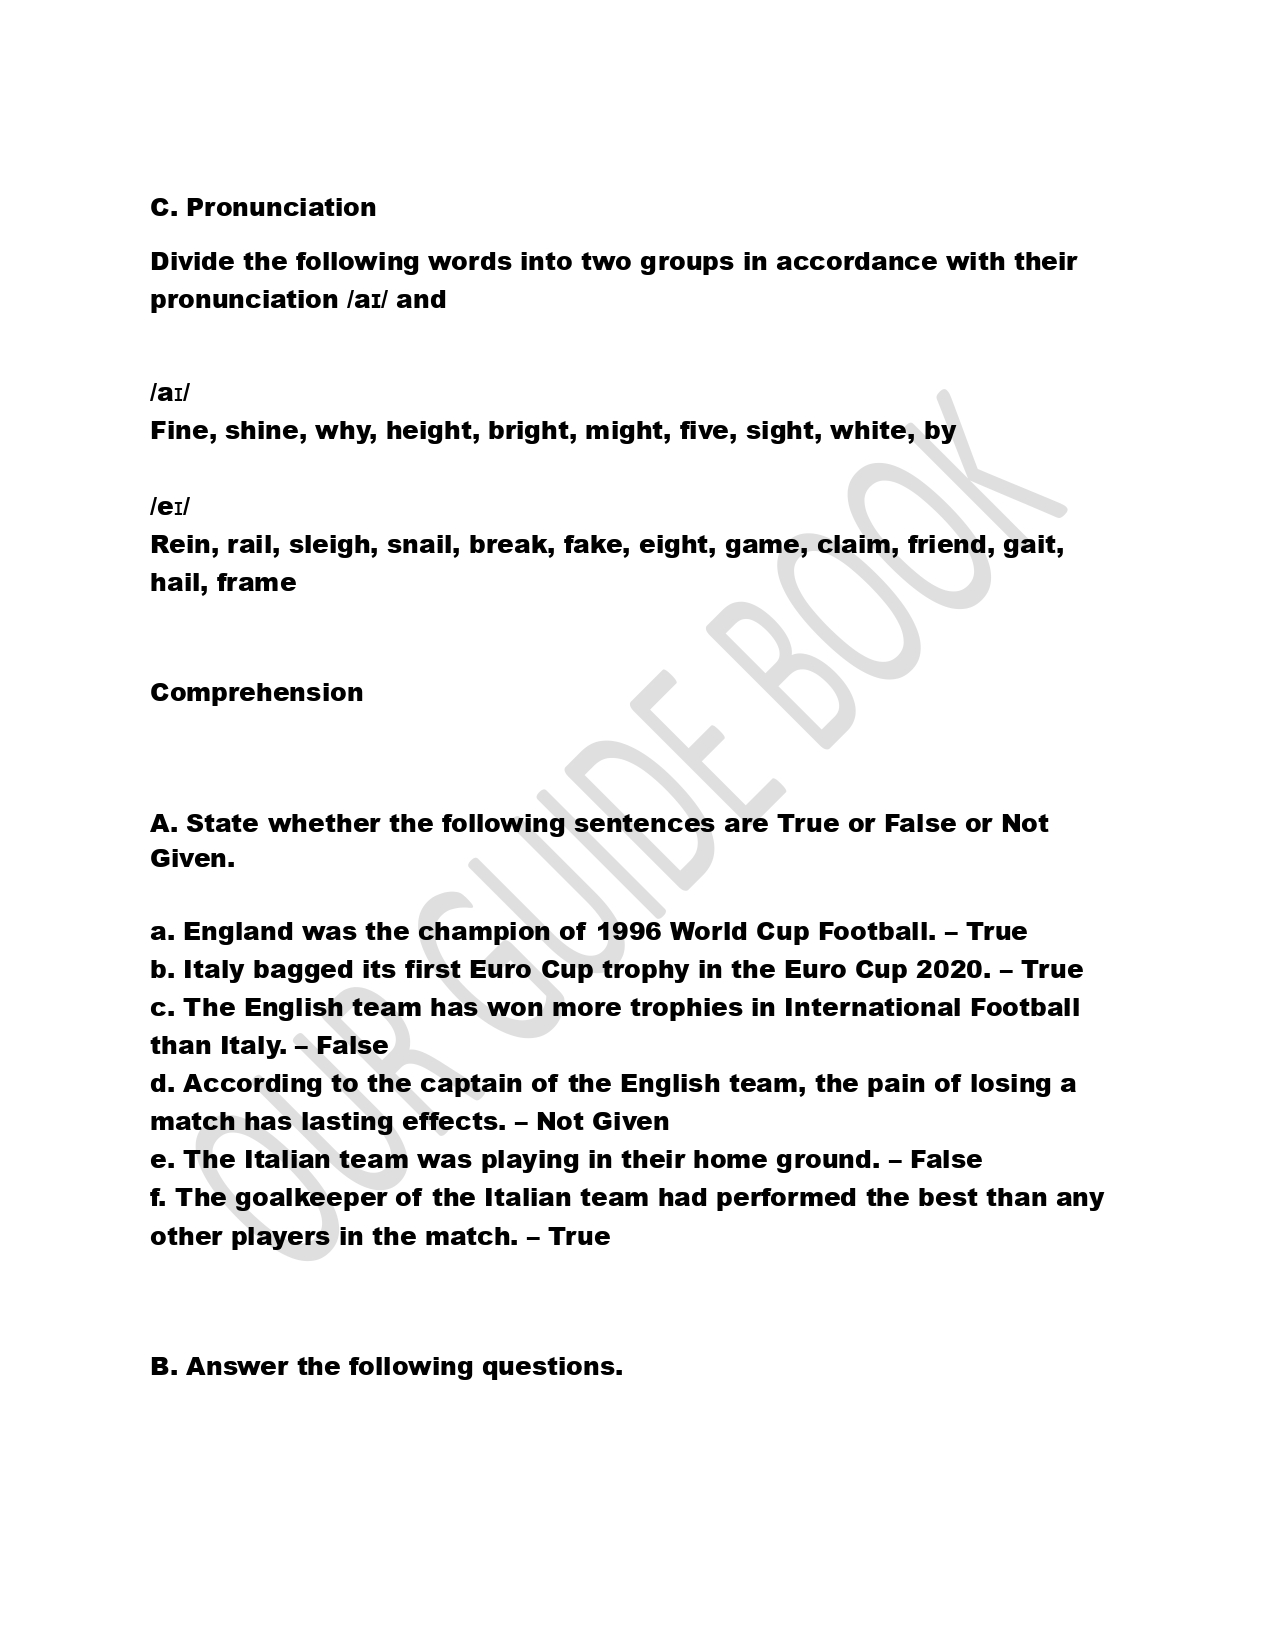 C. Pronunciation
Divide the following words into two groups in accordance with their
pronunciation /aɪ/ and
/aɪ/
Fine, shine, why, height, bright, might, five, sight, white, by
/eɪ/
Rein, rail, sleigh, snail, break, fake, eight, game, claim, friend, gait,
hail, frame
Comprehension
A. State whether the following sentences are True or False or Not
Given.
a. England was the champion of 1996 World Cup Football. – True
b. Italy bagged its first Euro Cup trophy in the Euro Cup 2020. – True
c. The English team has won more trophies in International Football
than Italy. – False
d. According to the captain of the English team, the pain of losing a
match has lasting effects. – Not Given
e. The Italian team was playing in their home ground. – False
f. The goalkeeper of the Italian team had performed the best than any
other players in the match. – True
B. Answer the following questions.
OUR GUIDE BOOK